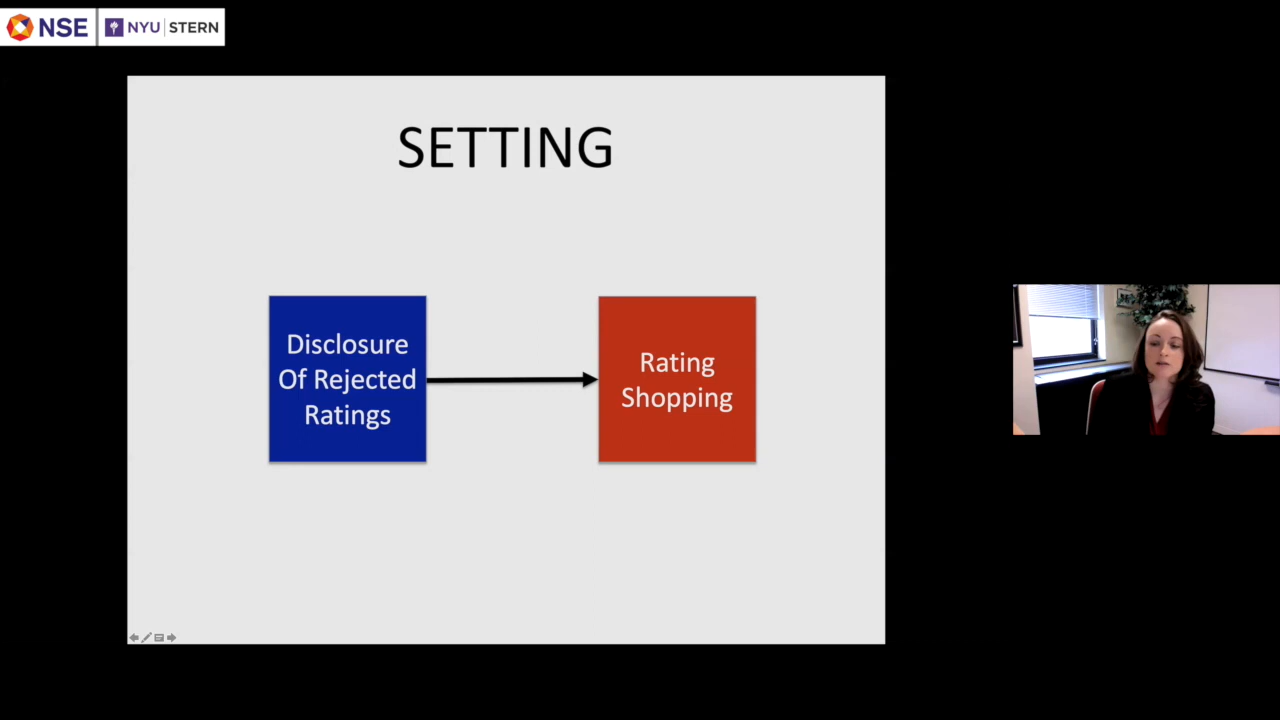 NSE NYU STERN
SETTING
Disclosure
Of Rejected
Ratings
Rating
Shopping